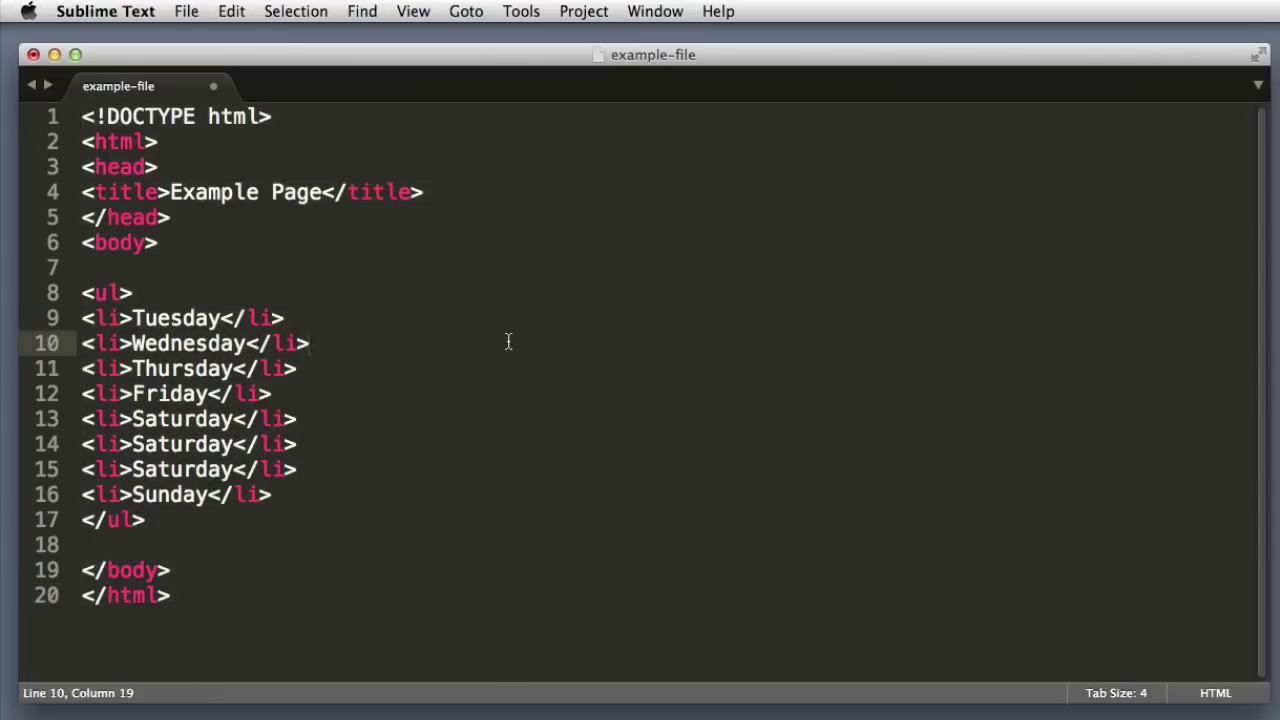 Sublime Text File Edit Selection Find View Goto Tools Project Window Help
example-file
example-file
1 <!DOCTYPE html>
2 <html>
3 <head>
4 <title>Example Page</title>
5 </head>
6 <body>
7
8 <ul>
9 <li>Tuesday</li>
10 <li>Wednesday</li>
11 <li>Thursday</li>
12 <li>Friday</li>
13 <li>Saturday</li>
14 <li>Saturday</li>
15 <li>Saturday</li>
16 <li>Sunday</li>
17 </ul>
18
19 </body>
20 </html>
Line 10, Column 19 Tab Size: 4 HTML